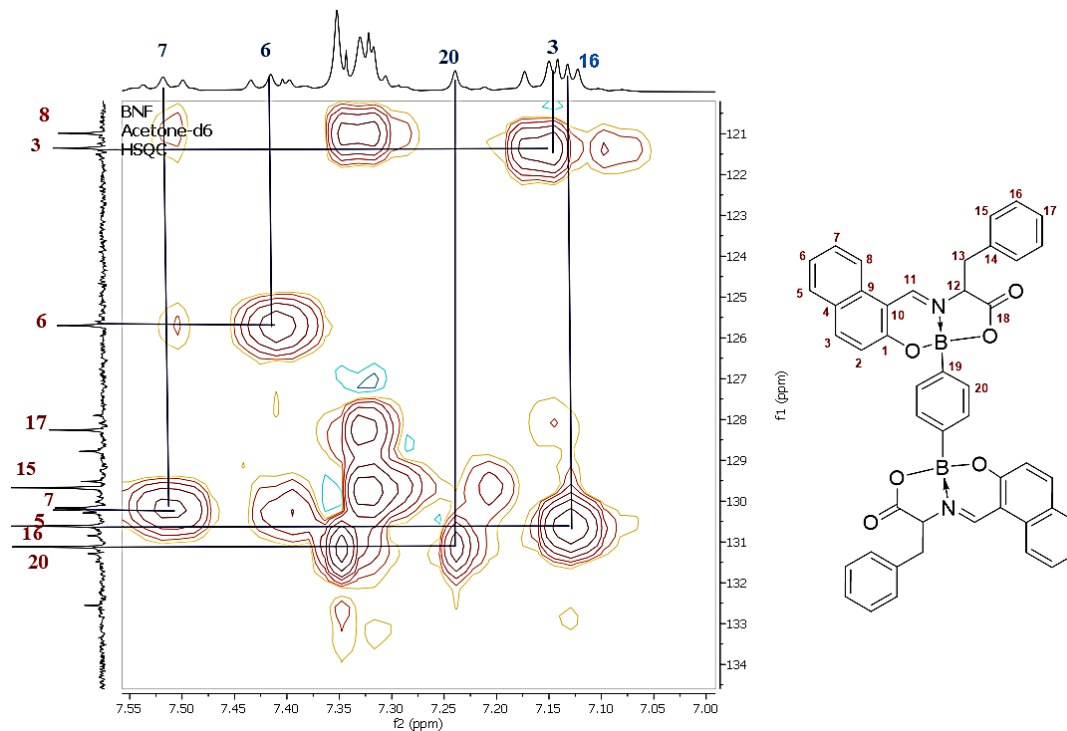 7 6 20 3 16
8
3
6
17
15
7
5
16
20
BNF
Acetone-d6
HSQC
121
122
123
124
125
126
127
128
129
130
131
132
133
134
f1 (ppm)
7.55 7.50 7.45 7.40 7.35 7.30 7.25 7.20 7.15 7.10 7.05 7.00
f2 (ppm)
16
15 17
7 13 14
6 8 11 12 O
5 9 N 18
4 10 O
3 O B
2 1 19
20
O B O
O N